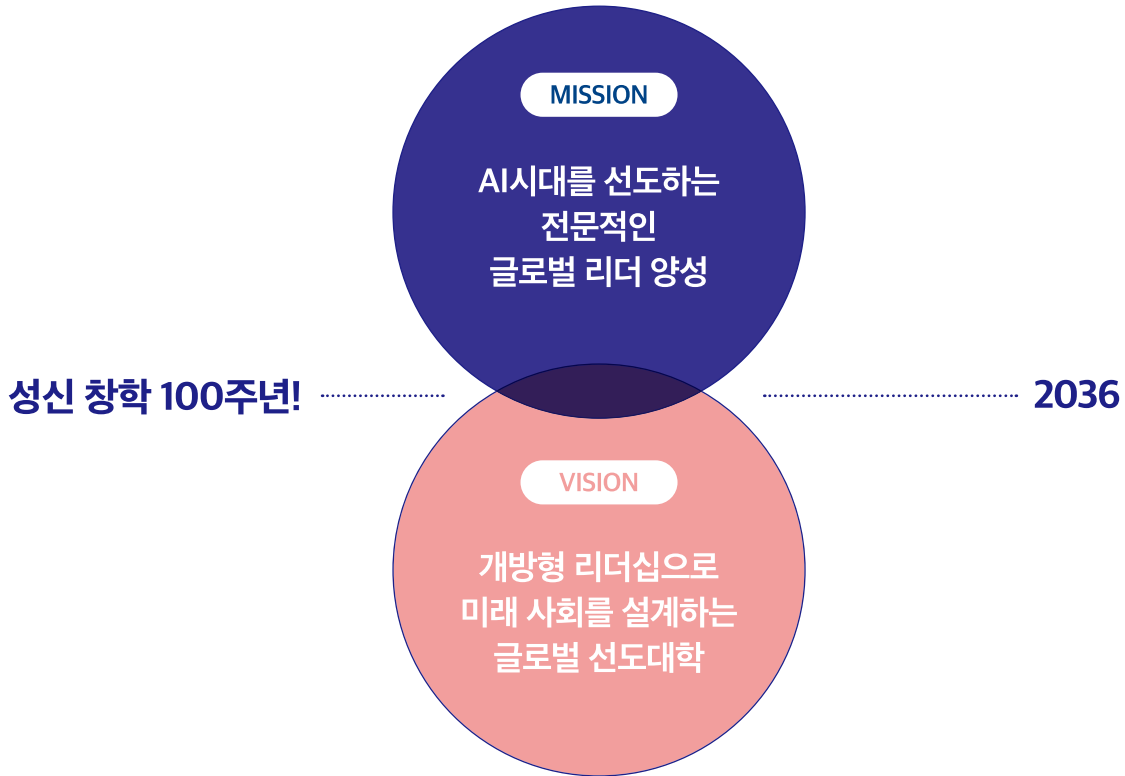 MISSION
AI시대를 선도하는
전문적인
글로벌 리더 양성
성신 창학 100주년!
2036
VISION
개방형 리더십으로
미래 사회를 설계하는
글로벌 선도대학